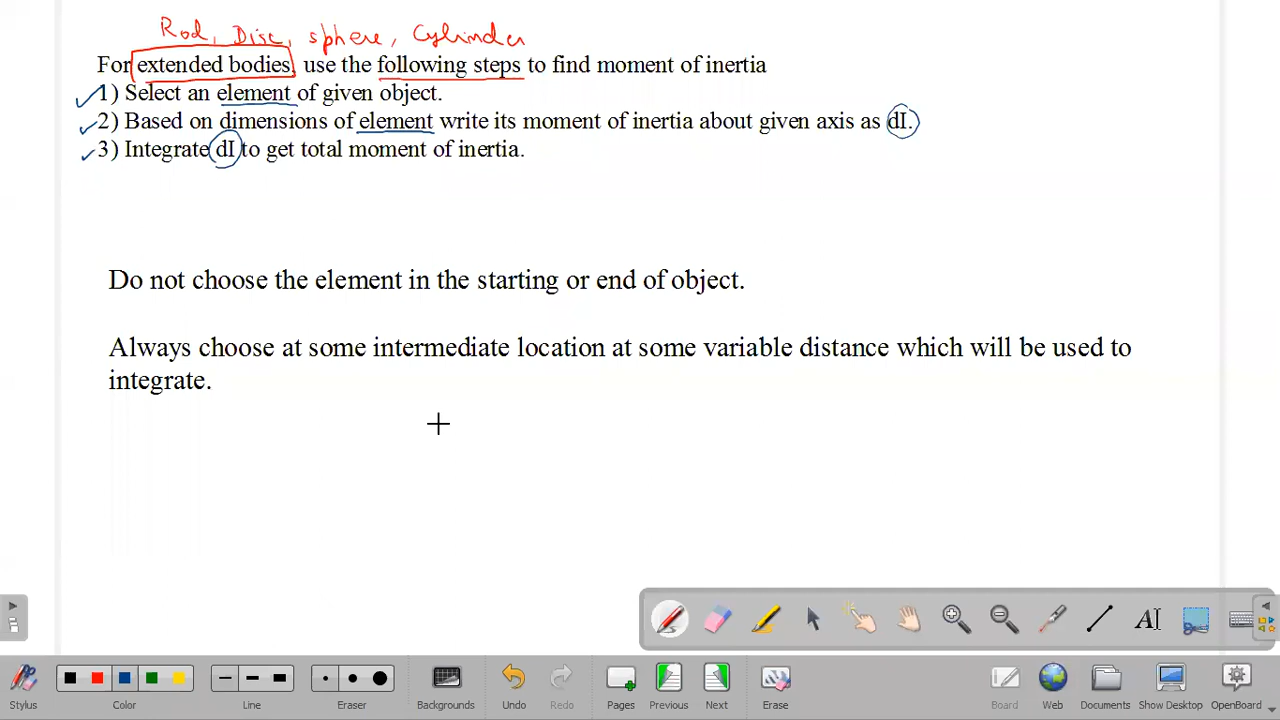 Rod, Disc, sphere, Cylinder
For extended bodies, use the following steps to find moment of inertia
1) Select an element of given object.
2) Based on dimensions of element write its moment of inertia about given axis as dI.
3) Integrate dI to get total moment of inertia.
Do not choose the element in the starting or end of object.
Always choose at some intermediate location at some variable distance which will be used to
integrate.
Stylus
Color
Line
Eraser
Backgrounds
Undo
Redo
Pages
Previous
Next
Erase
Board
Web
Documents
Show Desktop
OpenBoard